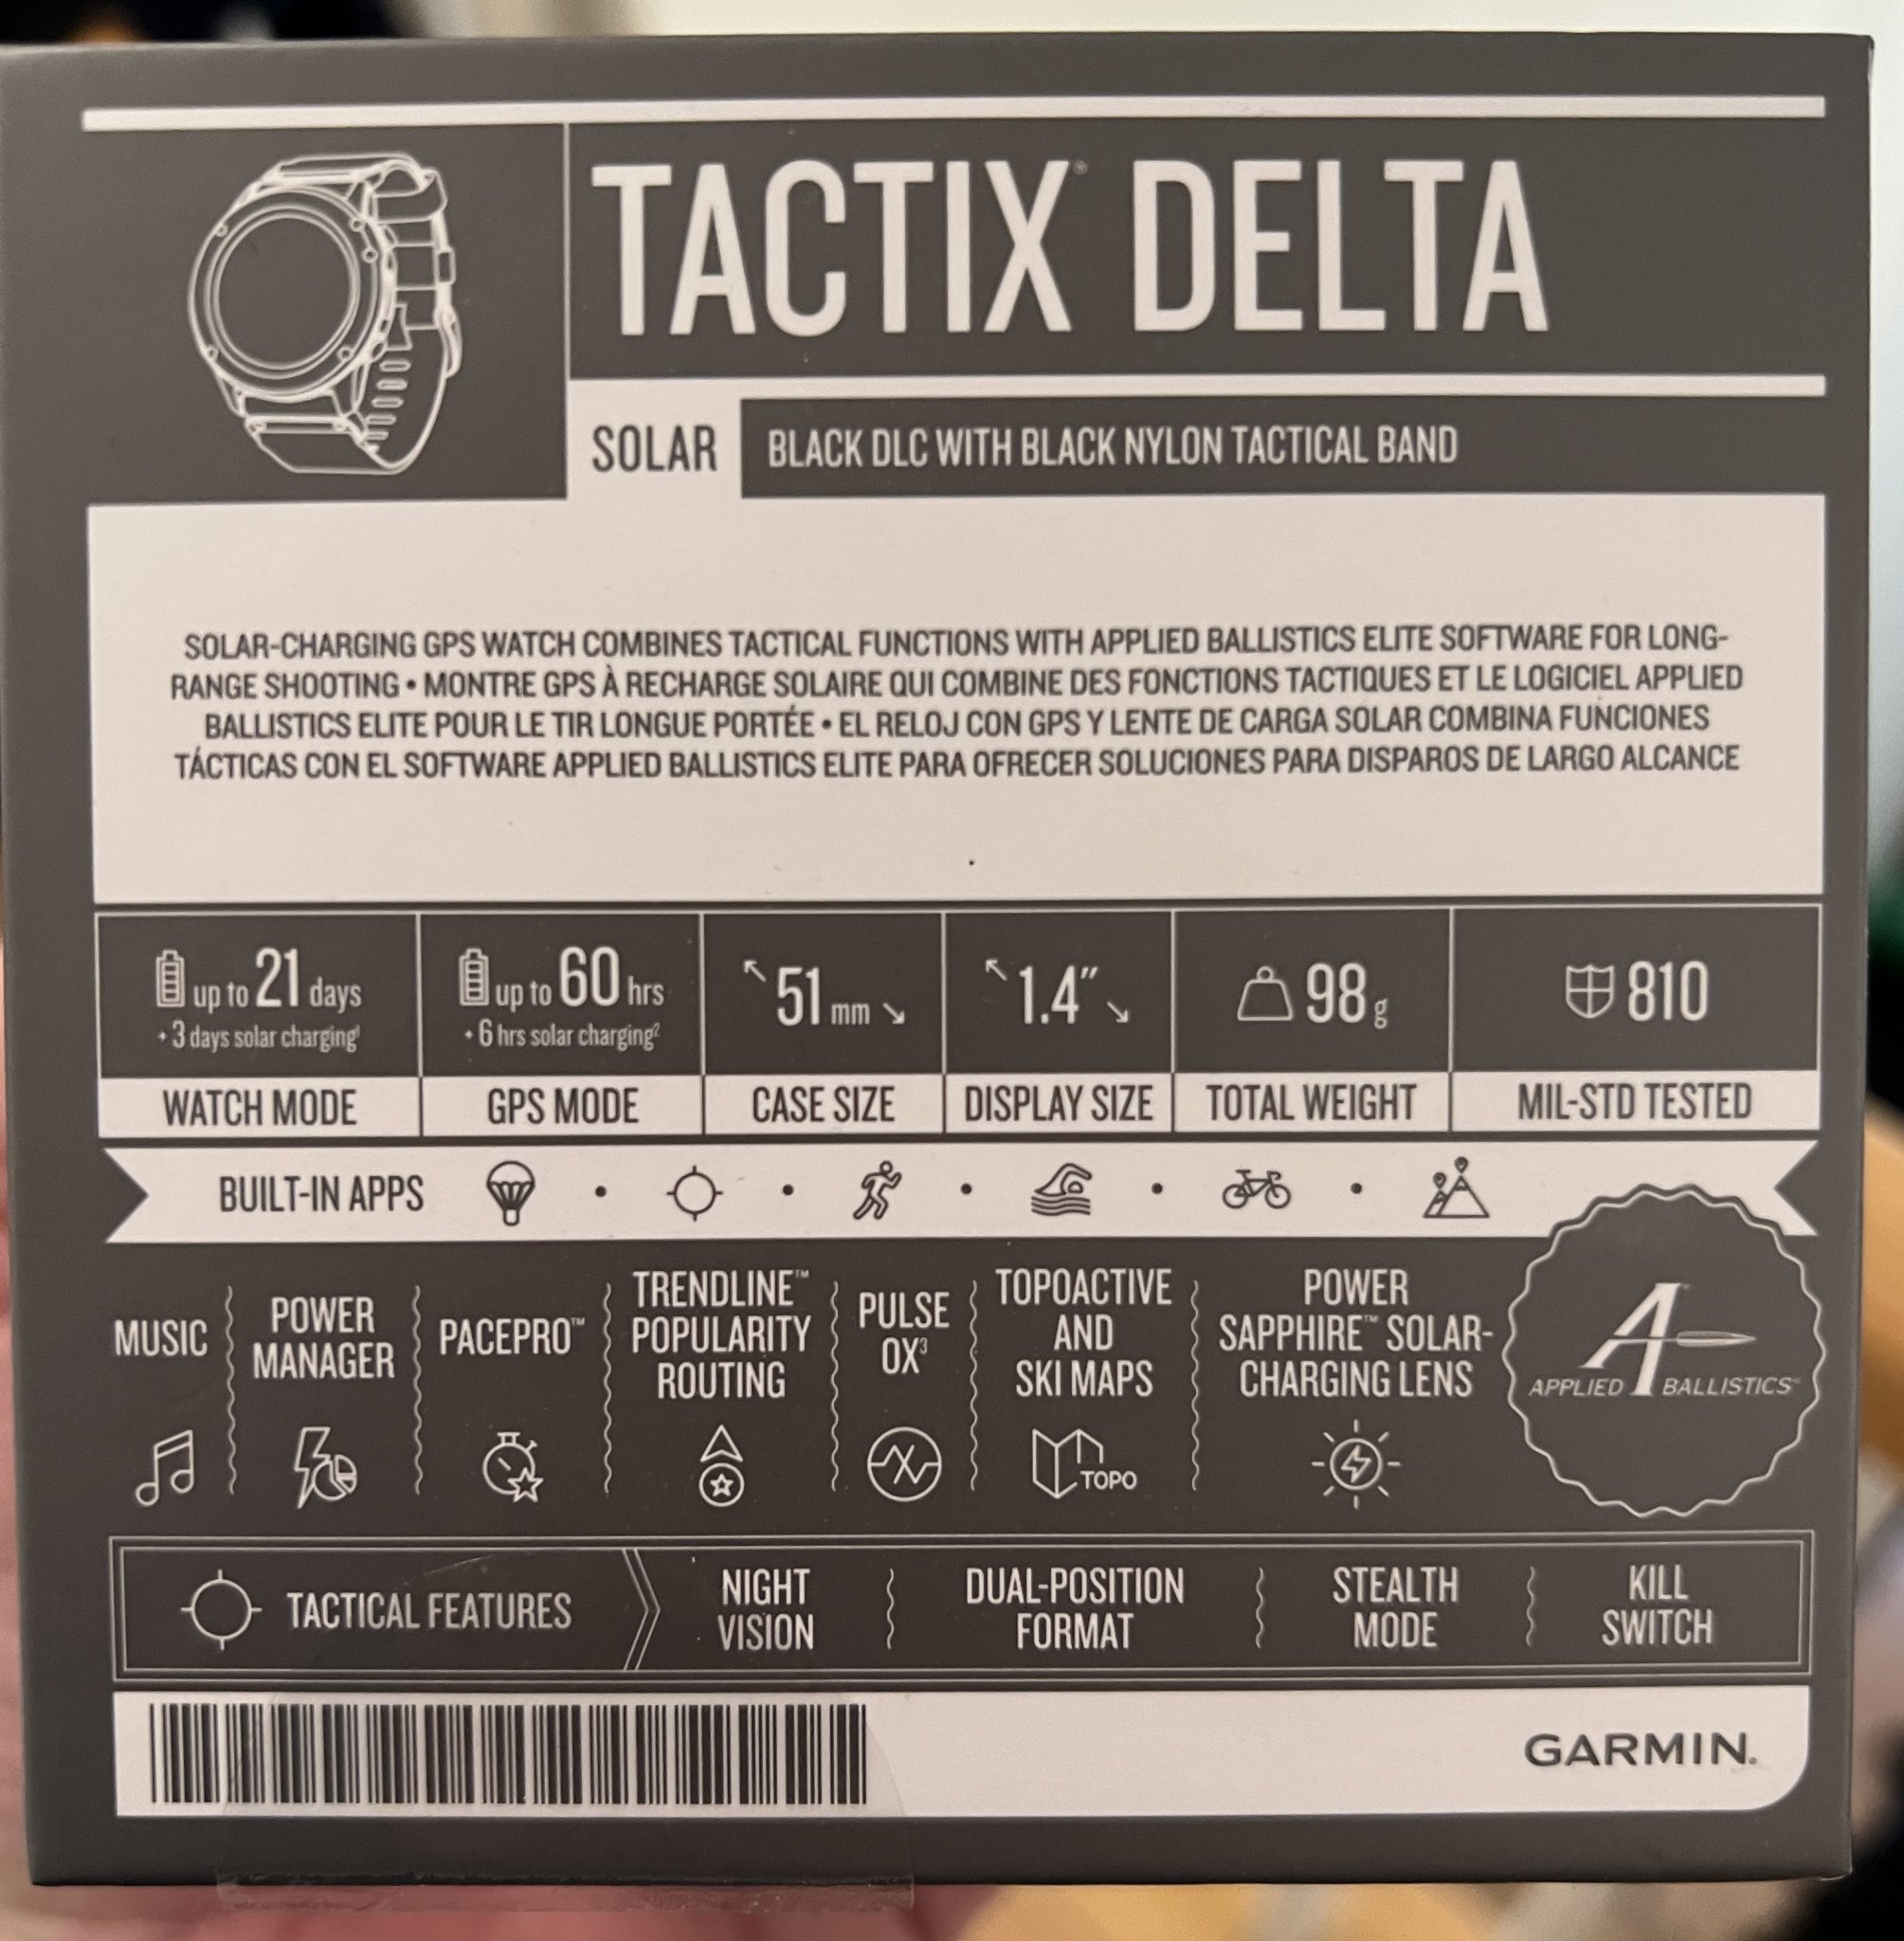 TACTIX® DELTA
SOLAR
BLACK DLC WITH BLACK NYLON TACTICAL BAND
SOLAR-CHARGING GPS WATCH COMBINES TACTICAL FUNCTIONS WITH APPLIED BALLISTICS ELITE SOFTWARE FOR LONG-
RANGE SHOOTING • MONTRE GPS À RECHARGE SOLAIRE QUI COMBINE DES FONCTIONS TACTIQUES ET LE LOGICIEL APPLIED
BALLISTICS ELITE POUR LE TIR LONGUE PORTÉE • EL RELOJ CON GPS Y LENTE DE CARGA SOLAR COMBINA FUNCIONES
TÁCTICAS CON EL SOFTWARE APPLIED BALLISTICS ELITE PARA OFRECER SOLUCIONES PARA DISPAROS DE LARGO ALCANCE
up to 21 days
+ 3 days solar charging¹
WATCH MODE
up to 60 hrs
+ 6 hrs solar charging²
GPS MODE
51 mm
CASE SIZE
1.4″
DISPLAY SIZE
98 g
TOTAL WEIGHT
810
MIL-STD TESTED
BUILT-IN APPS
MUSIC
POWER
MANAGER
PACEPRO™
TRENDLINE™
POPULARITY
ROUTING
PULSE
OX³
TOPOACTIVE
AND
SKI MAPS
TOPO
POWER
SAPPHIRE™ SOLAR-
CHARGING LENS
A
APPLIED BALLISTICS
TACTICAL FEATURES
NIGHT
VISION
DUAL-POSITION
FORMAT
STEALTH
MODE
KILL
SWITCH
GARMIN®